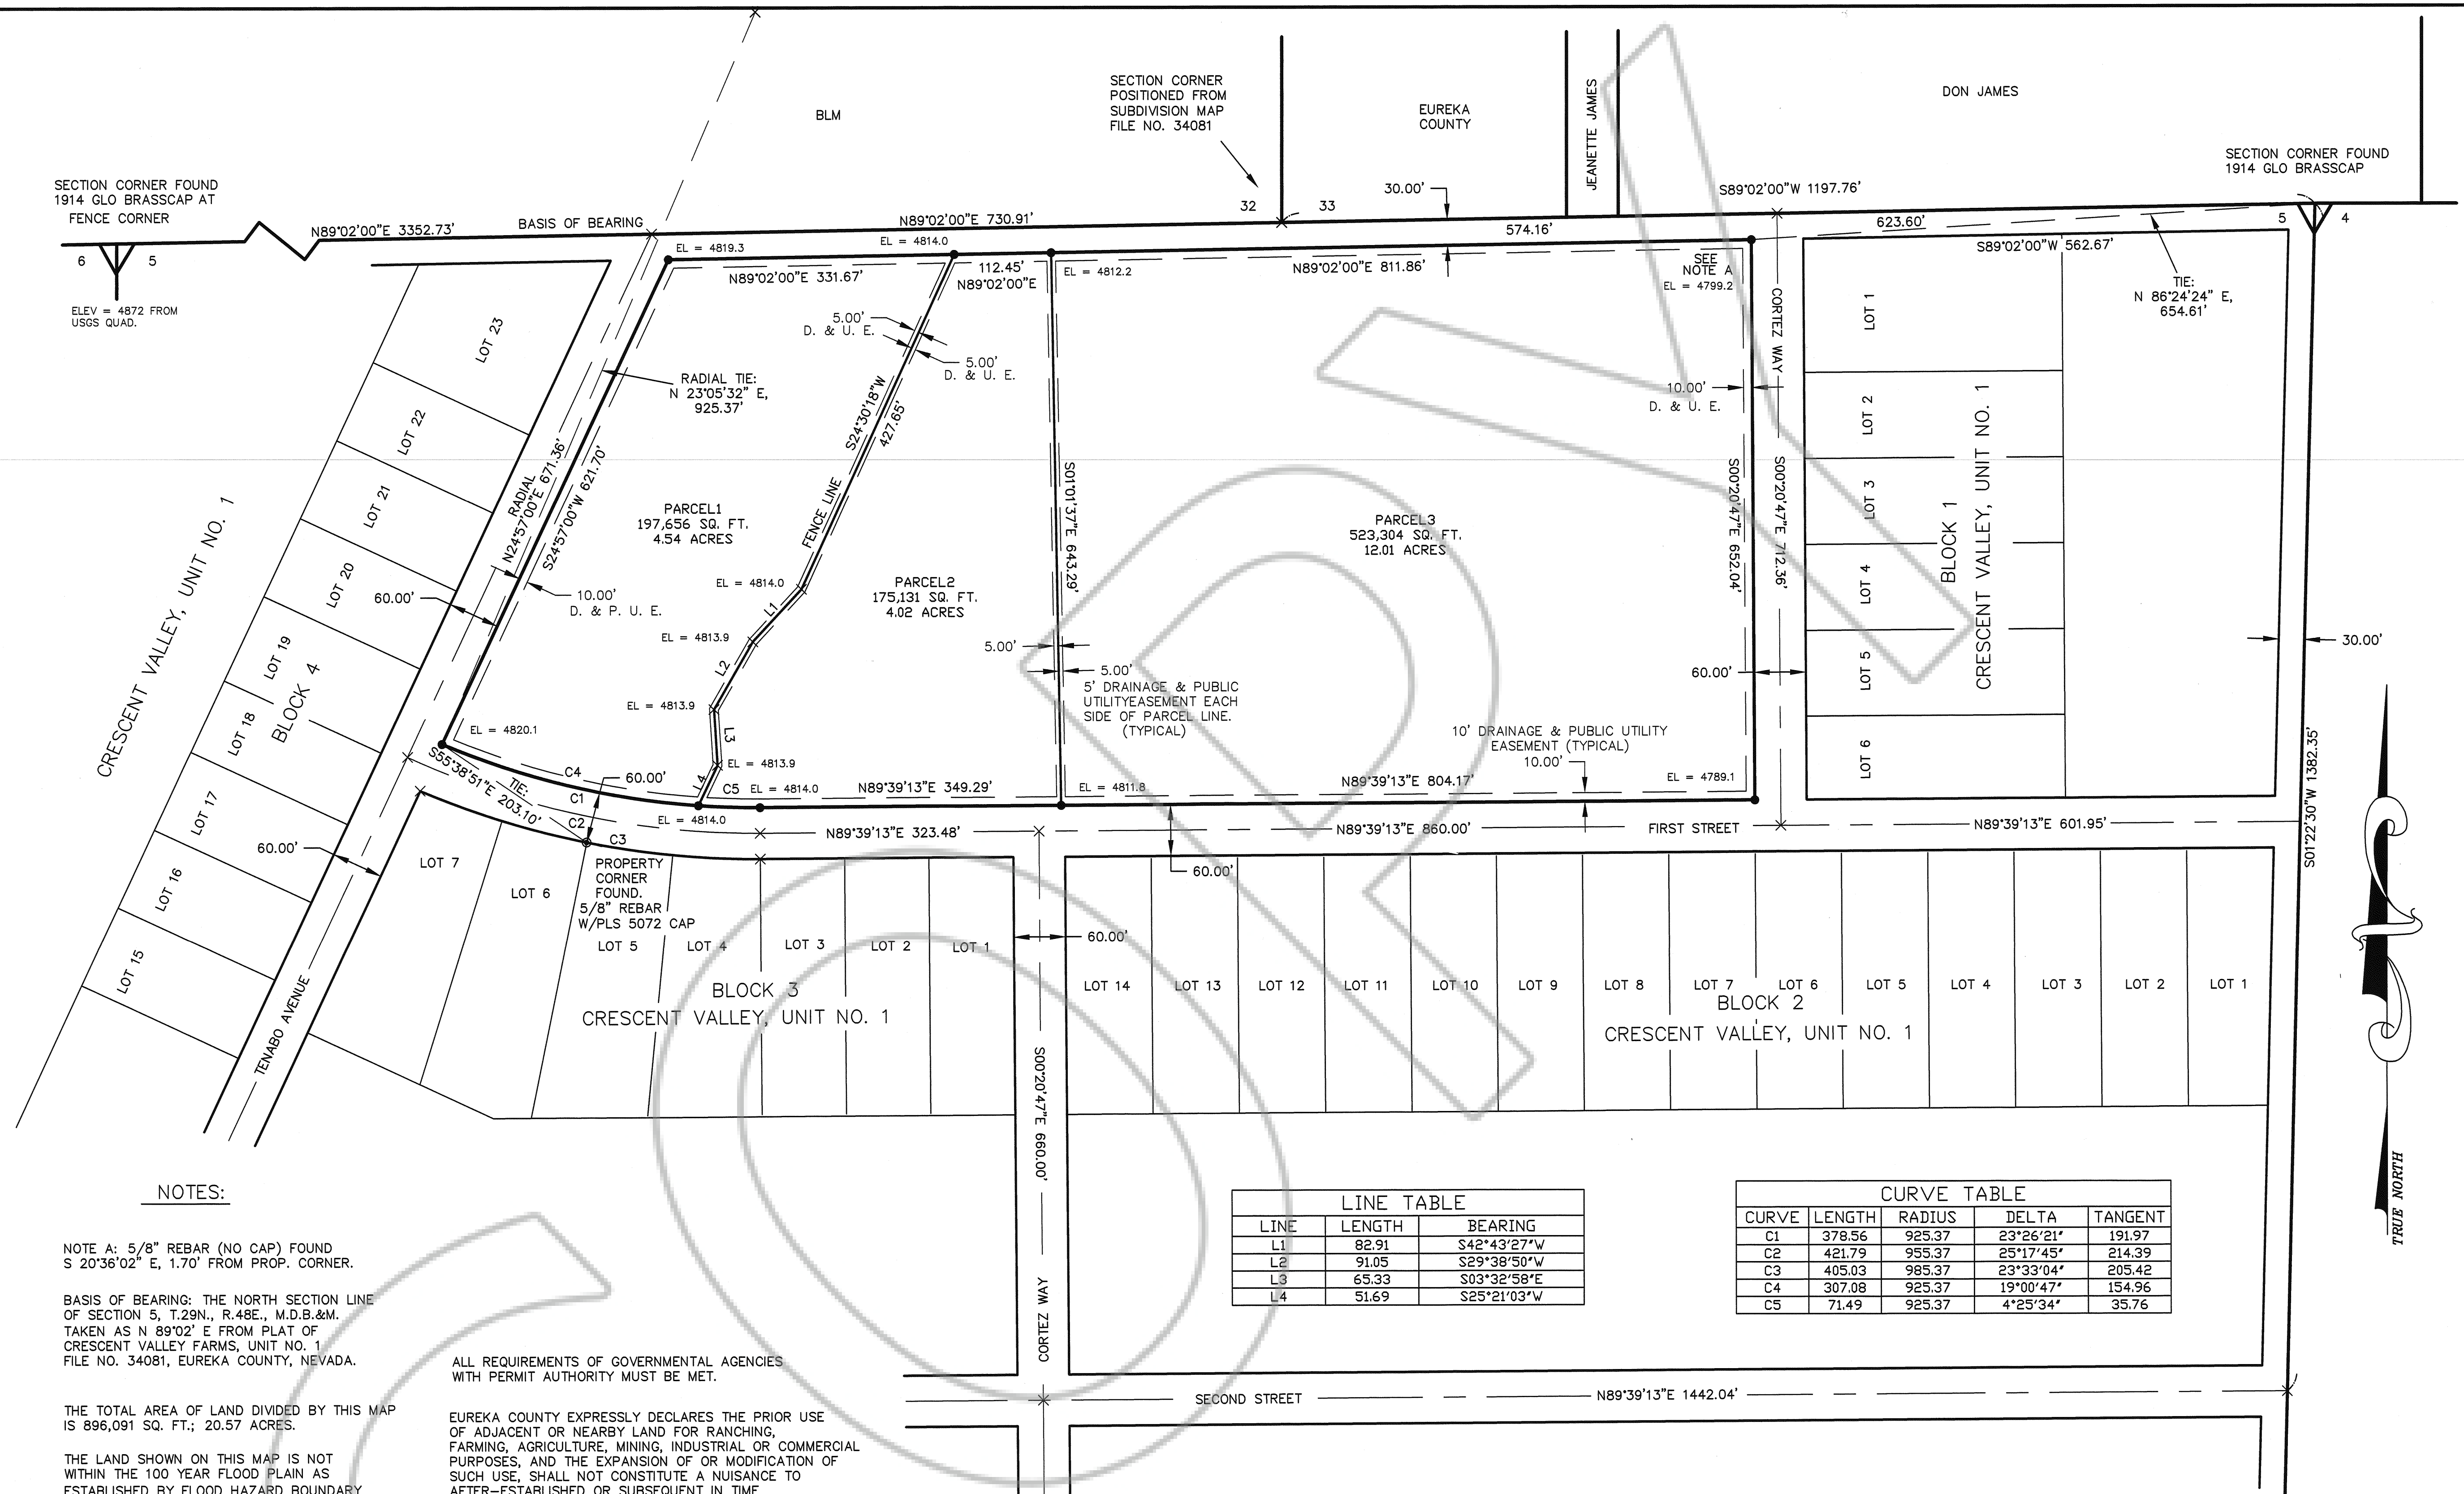 BLM
SECTION CORNER
POSITIONED FROM
SUBDIVISION MAP
FILE NO. 34081
EUREKA
COUNTY
JEANETTE JAMES
DON JAMES
SECTION CORNER FOUND
1914 GLO BRASSCAP
SECTION CORNER FOUND
1914 GLO BRASSCAP AT
FENCE CORNER
6 5
ELEV = 4872 FROM
USGS QUAD.
N89°02'00"E 3352.73'
BASIS OF BEARING
N89°02'00"E 730.91'
32 33
30.00'
574.16'
S89°02'00"W 1197.76'
623.60'
5 4
S89°02'00"W 562.67'
TIE:
N 86°24'24" E,
654.61'
EL = 4819.3
EL = 4814.0
N89°02'00"E 331.67'
112.45'
N89°02'00"E
EL = 4812.2
N89°02'00"E 811.86'
SEE
NOTE A
EL = 4799.2
CORTEZ WAY
5.00'
D. & U. E.
5.00'
D. & U. E.
RADIAL TIE:
N 23°05'32" E,
925.37'
10.00'
D. & U. E.
S24°30'18"W
427.65'
FENCE LINE
RADIAL
N24°57'00"E 671.36'
S24°57'00"W 621.70'
PARCEL1
197,656 SQ. FT.
4.54 ACRES
PARCEL2
175,131 SQ. FT.
4.02 ACRES
PARCEL3
523,304 SQ. FT.
12.01 ACRES
S01°01'37"E 643.29'
S00°20'47"E 652.04'
S00°20'47"E 712.36'
60.00'
10.00'
D. & P. U. E.
EL = 4814.0
L1
EL = 4813.9
L2
EL = 4813.9
L3
EL = 4813.9
L4
5.00'
5.00'
5' DRAINAGE & PUBLIC
UTILITYEASEMENT EACH
SIDE OF PARCEL LINE.
(TYPICAL)
10' DRAINAGE & PUBLIC UTILITY
EASEMENT (TYPICAL)
10.00'
60.00'
30.00'
EL = 4820.1
S55°38'51"E 203.10'
TIE:
C4
C1
60.00'
C2
C3
C5
EL = 4814.0
EL = 4814.0
N89°39'13"E 349.29'
EL = 4811.8
N89°39'13"E 804.17'
EL = 4789.1
N89°39'13"E 323.48'
N89°39'13"E 860.00'
FIRST STREET
N89°39'13"E 601.95'
S01°22'30"W 1382.35'
60.00'
60.00'
60.00'
CRESCENT VALLEY, UNIT NO. 1
BLOCK 4
LOT 23
LOT 22
LOT 21
LOT 20
LOT 19
LOT 18
LOT 17
LOT 16
LOT 15
TENABO AVENUE
LOT 1
LOT 2
LOT 3
LOT 4
LOT 5
LOT 6
BLOCK 1
CRESCENT VALLEY, UNIT NO. 1
PROPERTY
CORNER
FOUND.
5/8" REBAR
W/PLS 5072 CAP
LOT 7
LOT 6
LOT 5
LOT 4
LOT 3
LOT 2
LOT 1
BLOCK 3
CRESCENT VALLEY, UNIT NO. 1
LOT 14
LOT 13
LOT 12
LOT 11
LOT 10
LOT 9
LOT 8
LOT 7
LOT 6
LOT 5
LOT 4
LOT 3
LOT 2
LOT 1
BLOCK 2
CRESCENT VALLEY, UNIT NO. 1
S00°20'47"E 660.00'
CORTEZ WAY
SECOND STREET
N89°39'13"E 1442.04'
TRUE NORTH
LINE TABLE
LINE LENGTH BEARING
L1 82.91 S42°43'27"W
L2 91.05 S29°38'50"W
L3 65.33 S03°32'58"E
L4 51.69 S25°21'03"W
CURVE TABLE
CURVE LENGTH RADIUS DELTA TANGENT
C1 378.56 925.37 23°26'21" 191.97
C2 421.79 955.37 25°17'45" 214.39
C3 405.03 985.37 23°33'04" 205.42
C4 307.08 925.37 19°00'47" 154.96
C5 71.49 925.37 4°25'34" 35.76
NOTES:
NOTE A: 5/8" REBAR (NO CAP) FOUND
S 20°36'02" E, 1.70' FROM PROP. CORNER.
BASIS OF BEARING: THE NORTH SECTION LINE
OF SECTION 5, T.29N., R.48E., M.D.B.&M.
TAKEN AS N 89°02' E FROM PLAT OF
CRESCENT VALLEY FARMS, UNIT NO. 1
FILE NO. 34081, EUREKA COUNTY, NEVADA.
THE TOTAL AREA OF LAND DIVIDED BY THIS MAP
IS 896,091 SQ. FT.; 20.57 ACRES.
THE LAND SHOWN ON THIS MAP IS NOT
WITHIN THE 100 YEAR FLOOD PLAIN AS
ESTABLISHED BY FLOOD HAZARD BOUNDARY
ALL REQUIREMENTS OF GOVERNMENTAL AGENCIES
WITH PERMIT AUTHORITY MUST BE MET.
EUREKA COUNTY EXPRESSLY DECLARES THE PRIOR USE
OF ADJACENT OR NEARBY LAND FOR RANCHING,
FARMING, AGRICULTURE, MINING, INDUSTRIAL OR COMMERCIAL
PURPOSES, AND THE EXPANSION OF OR MODIFICATION OF
SUCH USE, SHALL NOT CONSTITUTE A NUISANCE TO
AFTER-ESTABLISHED OR SUBSEQUENT IN TIME
COPY